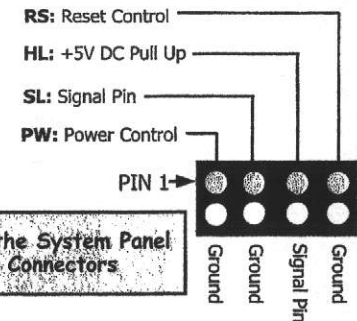 RS: Reset Control
HL: +5V DC Pull Up
SL: Signal Pin
PW: Power Control
PIN 1
the System Panel
Connectors
Ground
Ground
Signal Pin
Ground